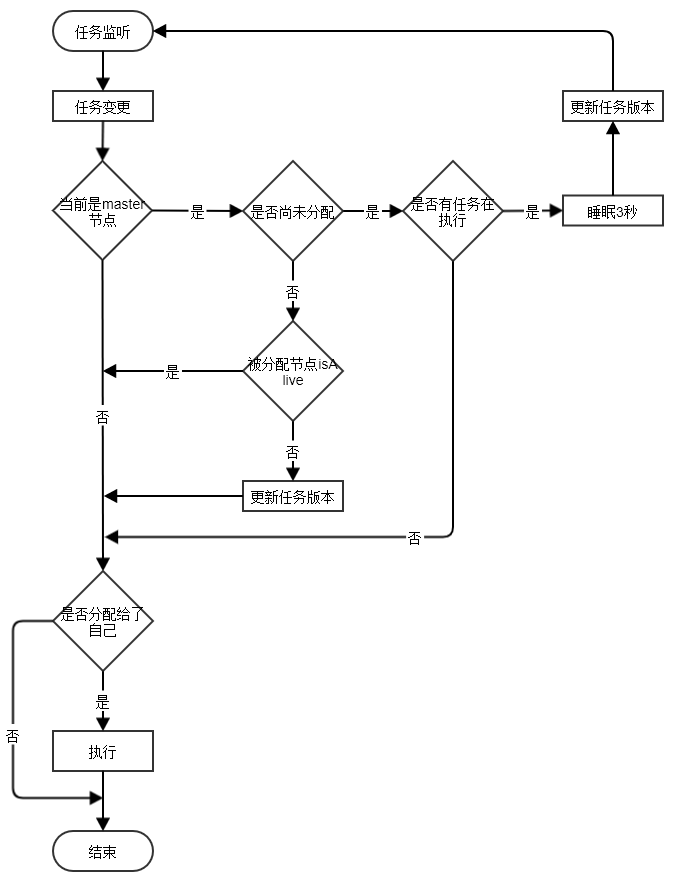 任务监听
任务变更
更新任务版本
当前是master
节点
是
是否尚未分配
是
是否有任务在
执行
是
睡眠3秒
否
被分配节点isA
live
是
否
否
更新任务版本
否
是否分配给了
自己
是
否
执行
结束